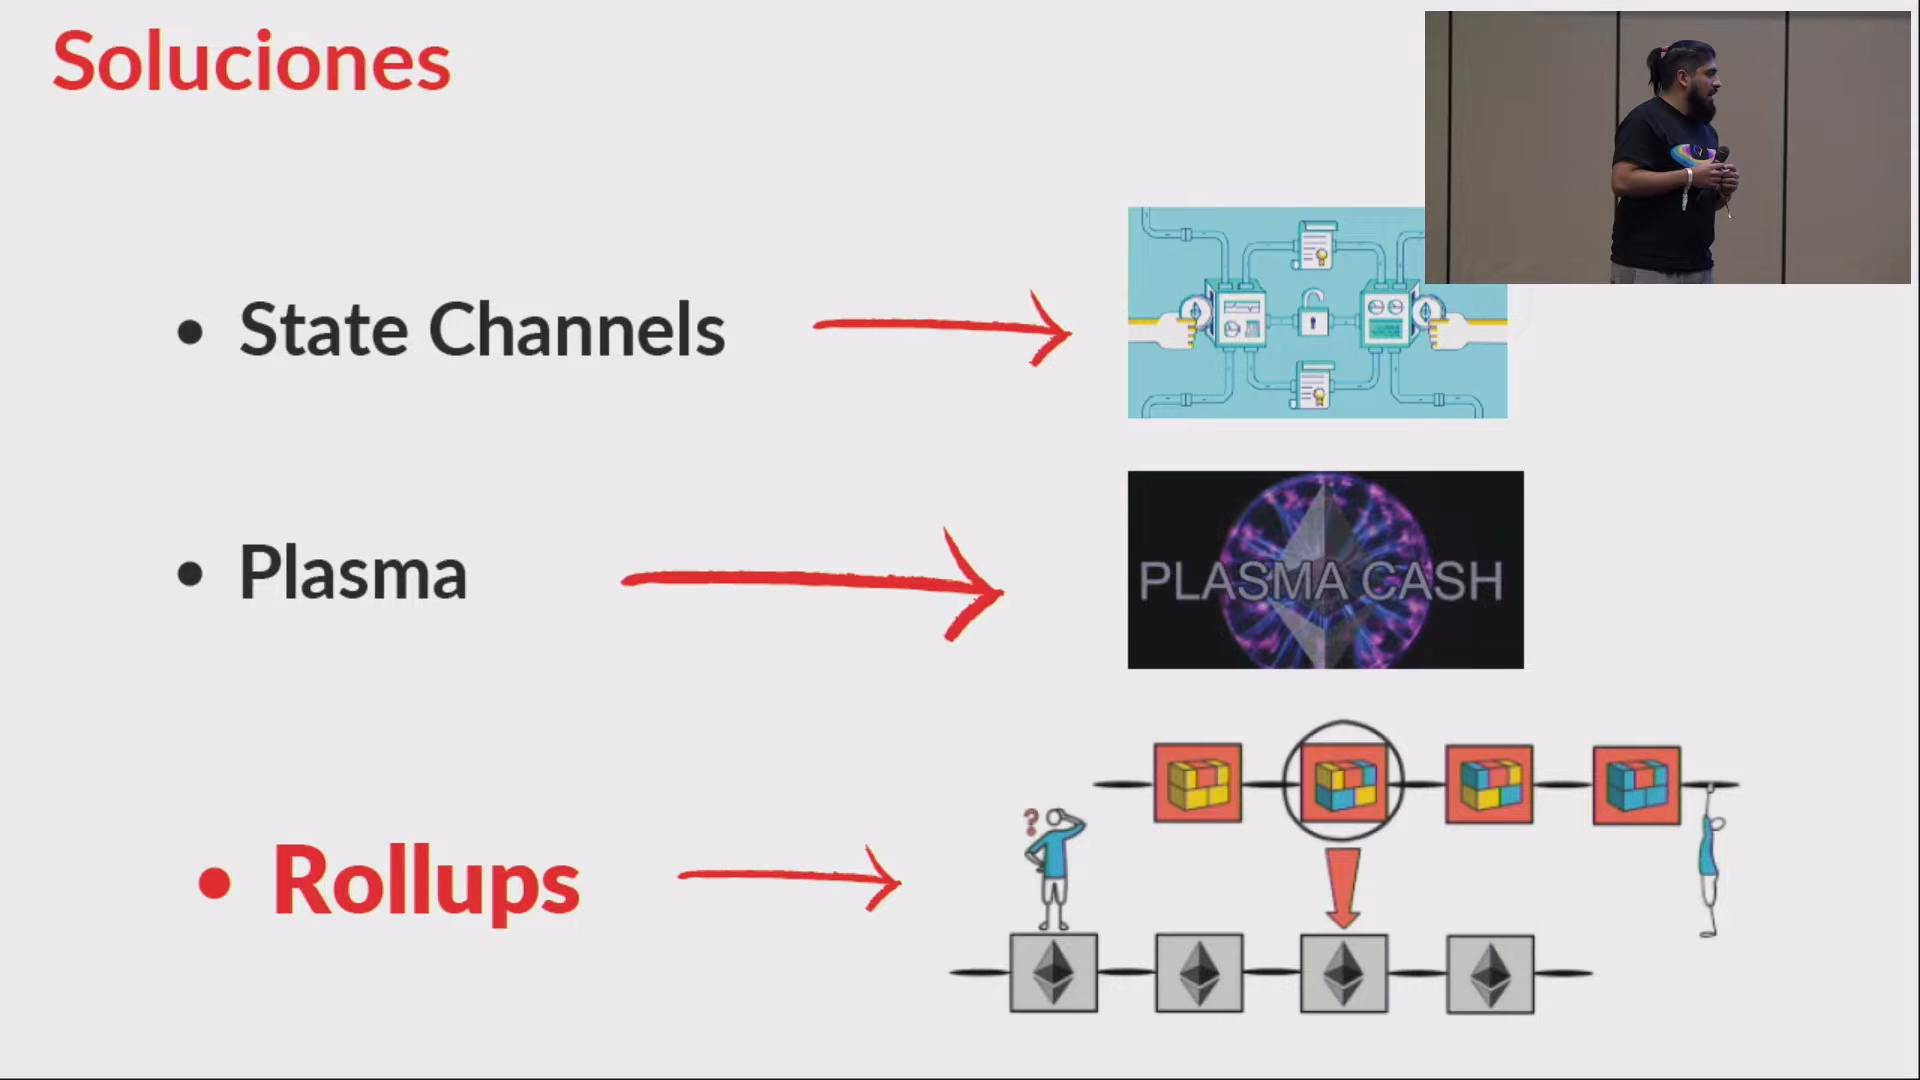 Soluciones
• State Channels
• Plasma
PLASMA CASH
• Rollups
?